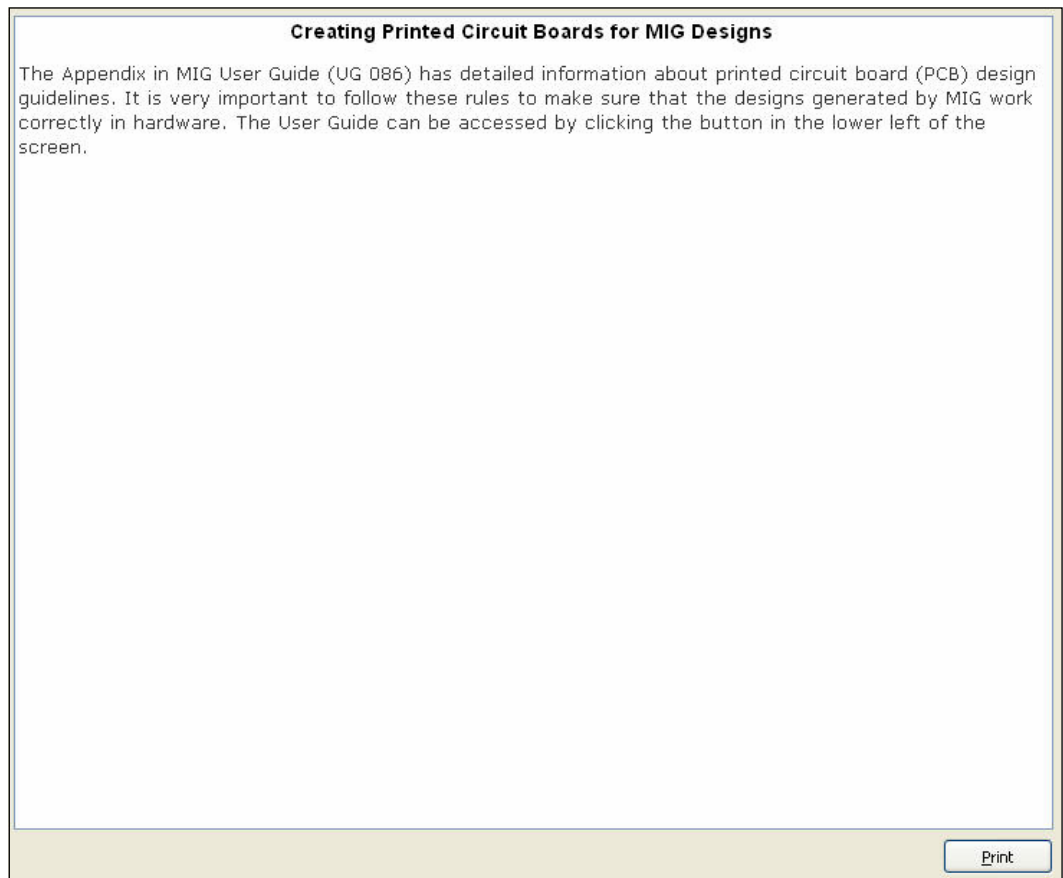 Creating Printed Circuit Boards for MIG Designs
The Appendix in MIG User Guide (UG 086) has detailed information about printed circuit board (PCB) design
guidelines. It is very important to follow these rules to make sure that the designs generated by MIG work
correctly in hardware. The User Guide can be accessed by clicking the button in the lower left of the
screen.
Print